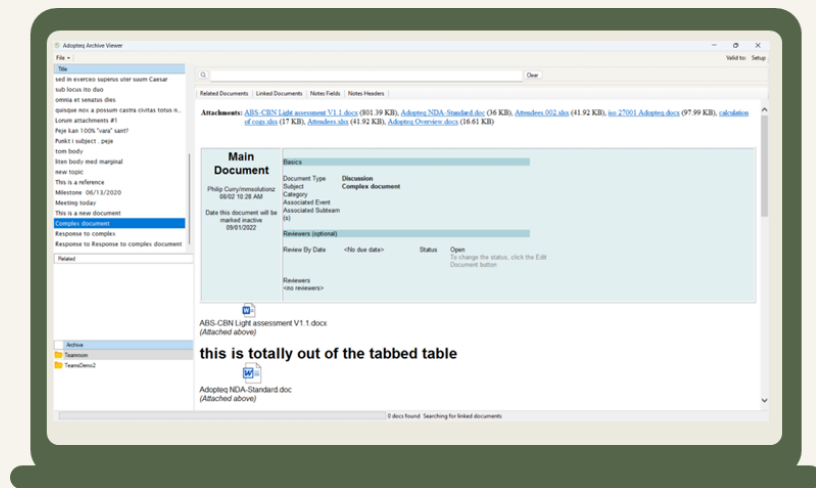 Adopteq Archive Viewer
File
Valid to: Setup
Title
sed in exerceo superus uter suum Caesar
sub locus ito duo
omnia et senatus dies
quisque nox a possum castra civitas totus n..
Lorum attachments #1
Peje kan 100% "vara" sant?
Punkt i subject . peje
tom body
liten body med marginal
new topic
This is a reference
Milestone 06/13/2020
Meeting today
This is a new document
Complex document
Response to complex
Response to Response to complex document
Related
Archive
Teamroom
TeamsDemo2
Clear
Related Documents Linked Documents Notes Fields Notes Headers
Attachments: ABS-CBN Light assessment V1 1.docx (801.39 KB), Adopteq NDA-Standard.doc (36 KB), Attendees 002.xlsx (41.92 KB), iso 27001 Adopteq.docx (97.99 KB), calculation
of cogs.xlsx (17 KB), Attendees.xlsx (41.92 KB), Adopteq Overview.docx (16.61 KB)
Main
Document
Philip Curry/mmsolutionz
08/02 10:28 AM
Date this document will be
marked inactive
09/01/2022
Basics
Document Type Discussion
Subject Complex document
Category
Associated Event
Associated Subteam
(s)
Reviewers (optional)
Review By Date <No due date> Status Open
To change the status, click the Edit
Document button
Reviewers
<no reviewers>
ABS-CBN Light assessment V1.1.docx
(Attached above)
this is totally out of the tabbed table
Adopteq NDA-Standard.doc
(Attached above)
0 docs found Searching for linked documents